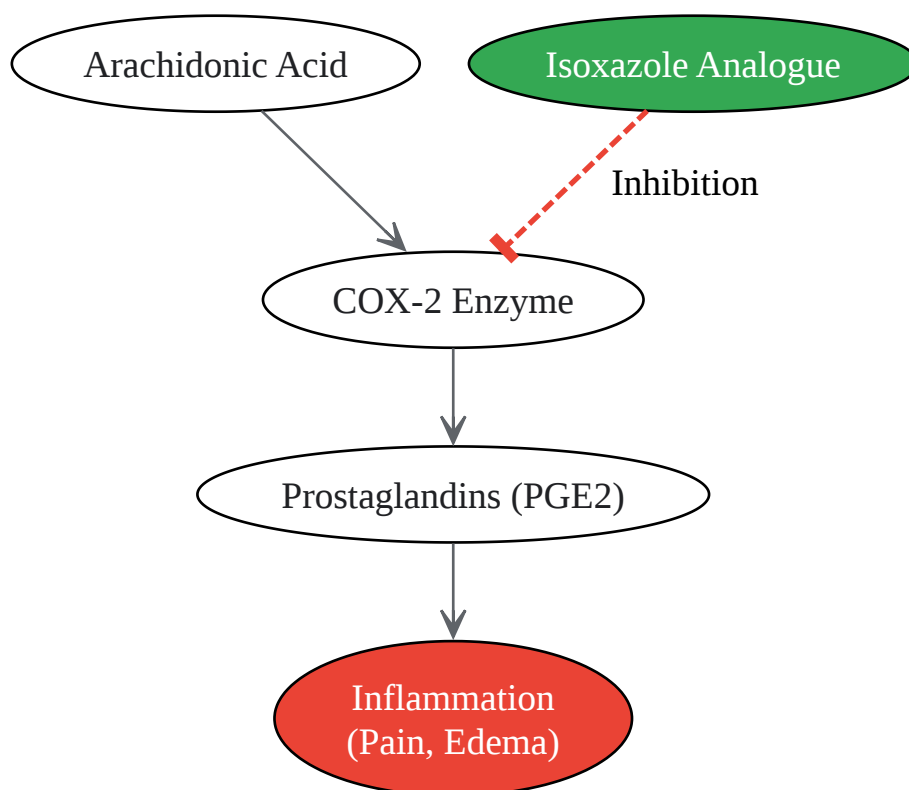 Arachidonic Acid
Isoxazole Analogue
Inhibition
COX-2 Enzyme
Prostaglandins (PGE2)
Inflammation
(Pain, Edema)